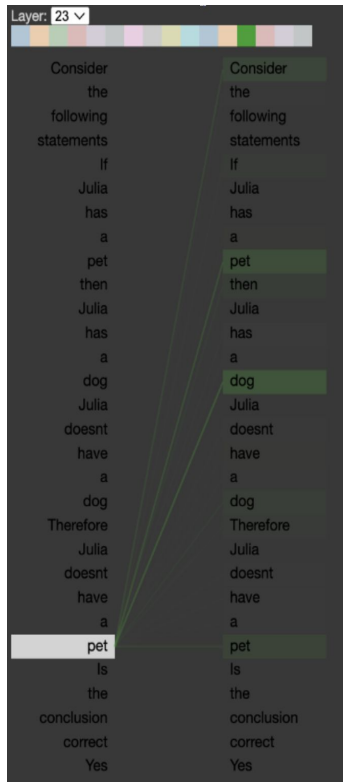 Layer: 23
Consider Consider
the the
following following
statements statements
If If
Julia Julia
has has
a a
pet pet
then then
Julia Julia
has has
a a
dog dog
Julia Julia
doesnt doesnt
have have
a a
dog dog
Therefore Therefore
Julia Julia
doesnt doesnt
have have
a a
pet pet
Is Is
the the
conclusion conclusion
correct correct
Yes Yes